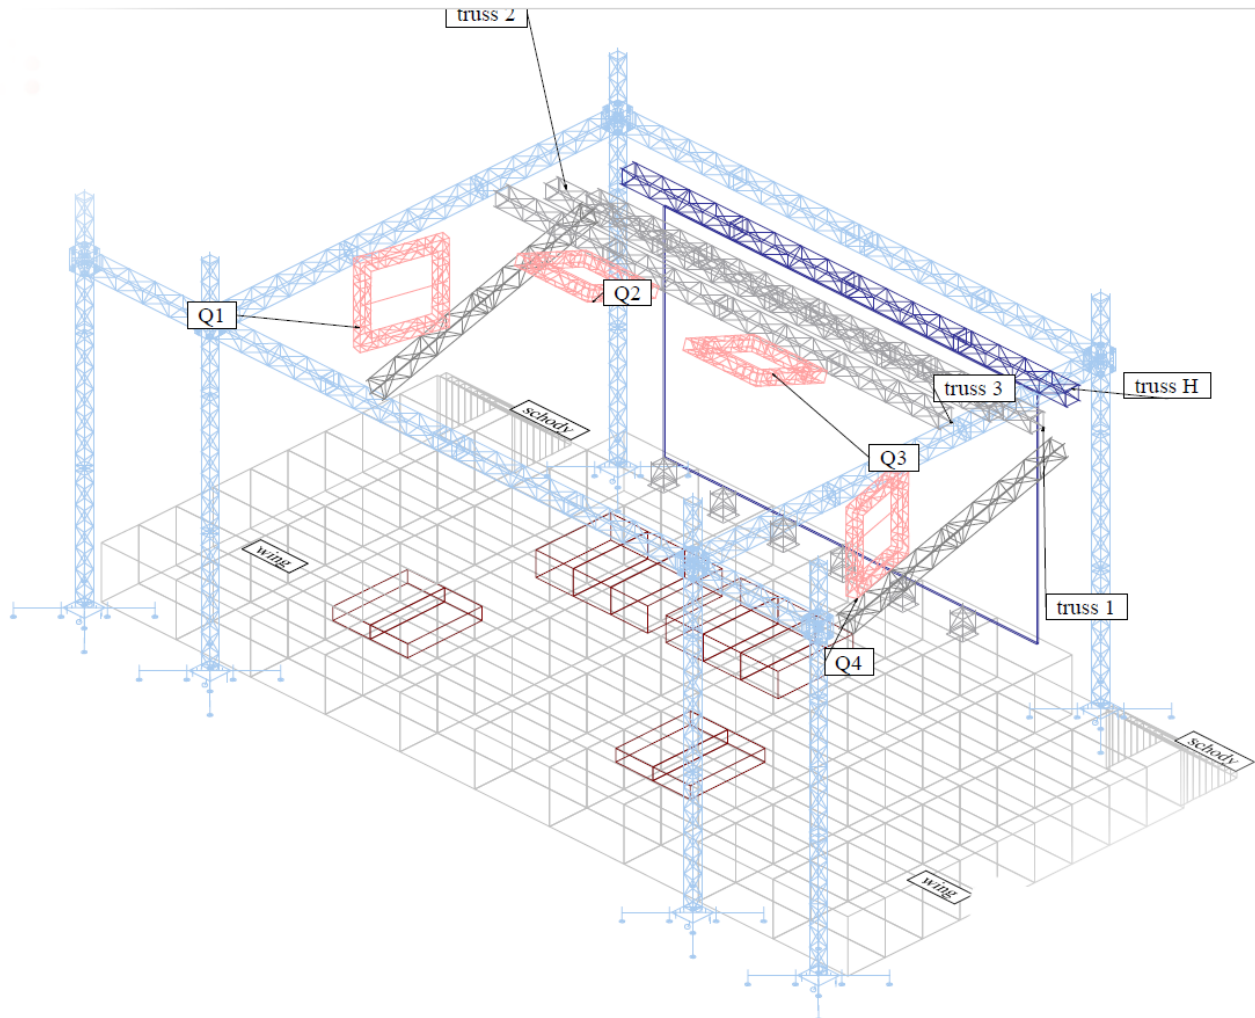 truss 2
Q1
Q2
truss 3
truss H
schody
Q3
wing
truss 1
Q4
schody
wing